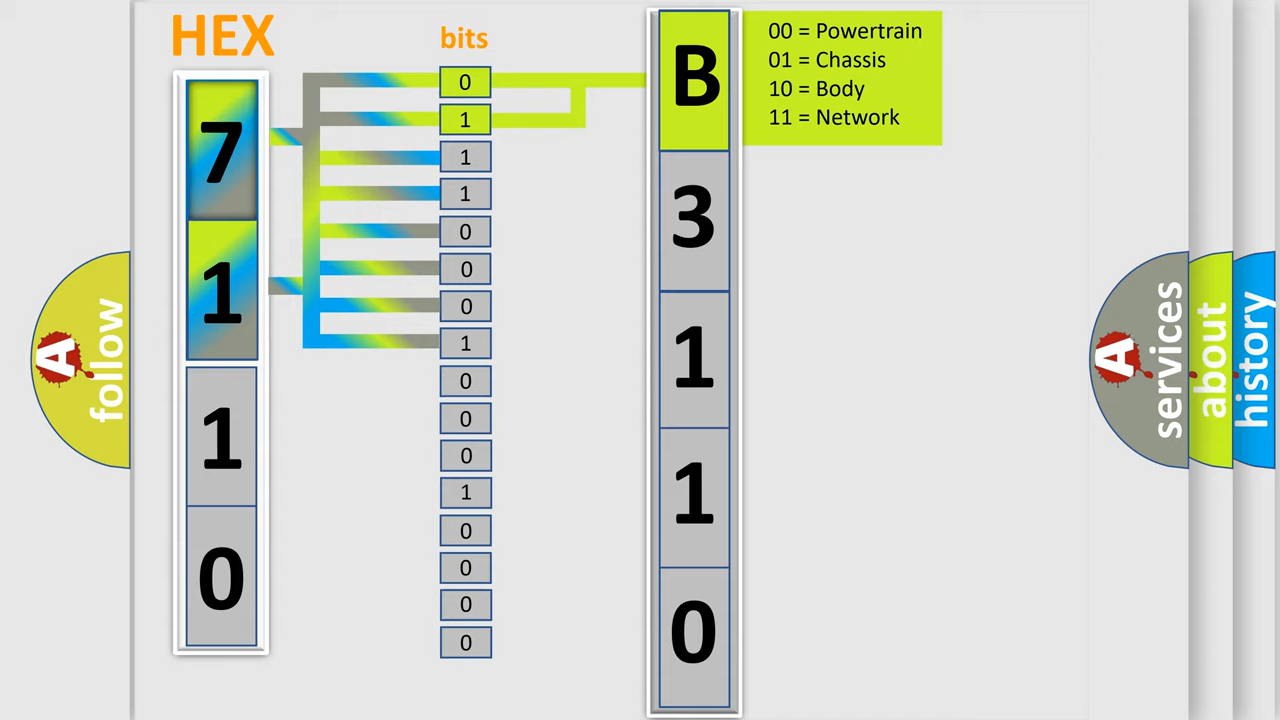 HEX
bits
7
1
1
0
0
1
1
1
0
0
0
1
0
0
0
1
0
0
0
0
B
3
1
1
0
00 = Powertrain
01 = Chassis
10 = Body
11 = Network
A follow
A services
about
history